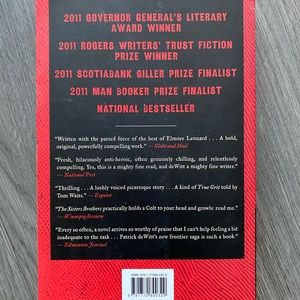 2011 GOVERNOR GENERAL'S LITERARY
AWARD WINNER
2011 ROGERS WRITERS' TRUST FICTION
PRIZE WINNER
2011 SCOTIABANK GILLER PRIZE FINALIST
2011 MAN BOOKER PRIZE FINALIST
NATIONAL BESTSELLER
"Written with the parsed force of the best of Elmore Leonard . . . A bold,
original, powerfully compelling work." — Globe and Mail
"Fresh, hilariously anti-heroic, often genuinely chilling, and relentlessly
compelling. Yes, this is a mighty fine read, and deWitt a mighty fine writer."
— National Post
"Thrilling . . . A lushly voiced picaresque story . . . A kind of True Grit told by
Tom Waits." — Esquire
"The Sisters Brothers practically holds a Colt to your head and growls: read me."
— Winnipeg Review
"Every so often, a novel arrives so worthy of praise that I can't help feeling a bit
inadequate to the task . . . Patrick deWitt's new frontier saga is such a book."
— Edmonton Journal